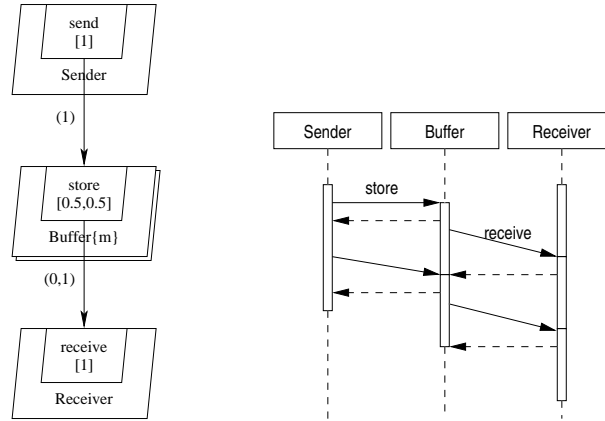 send
[1]
Sender
(1)
store
[0.5,0.5]
Buffer{m}
(0,1)
receive
[1]
Receiver
Sender
Buffer
Receiver
store
receive